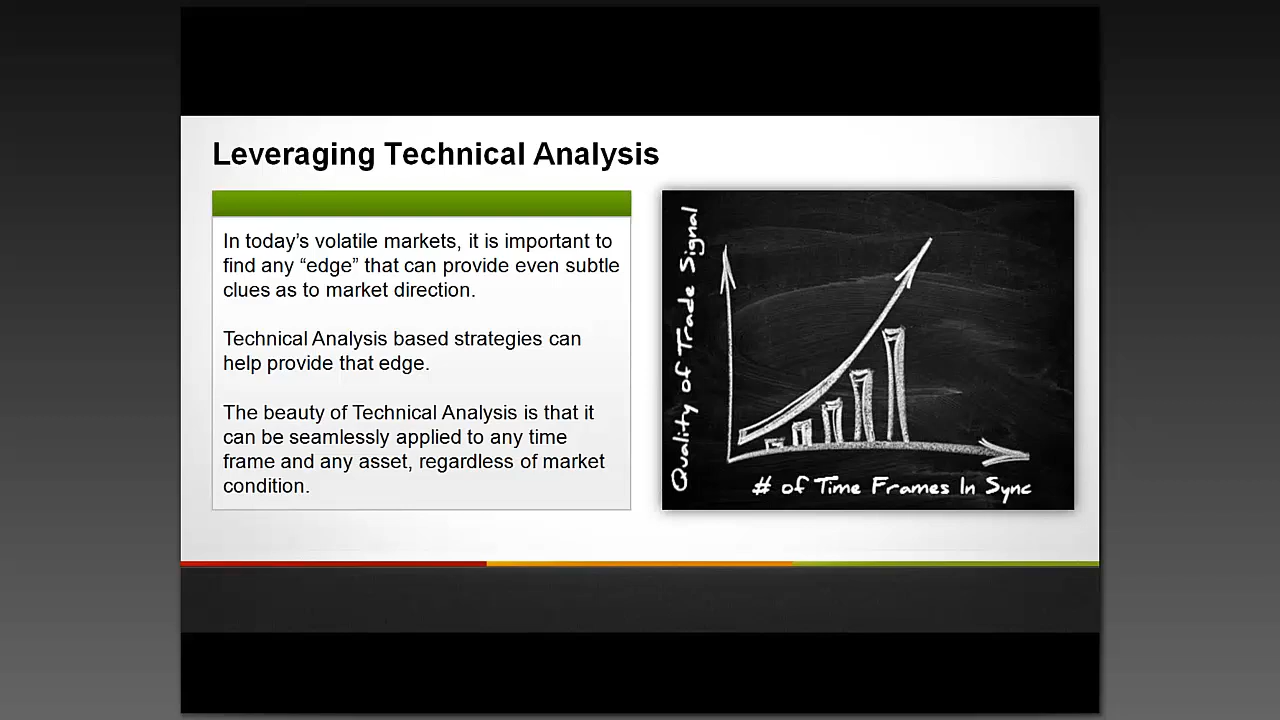 Leveraging Technical Analysis
In today’s volatile markets, it is important to
find any “edge” that can provide even subtle
clues as to market direction.
Technical Analysis based strategies can
help provide that edge.
The beauty of Technical Analysis is that it
can be seamlessly applied to any time
frame and any asset, regardless of market
condition.
Quality of Trade Signal
# of Time Frames In Sync